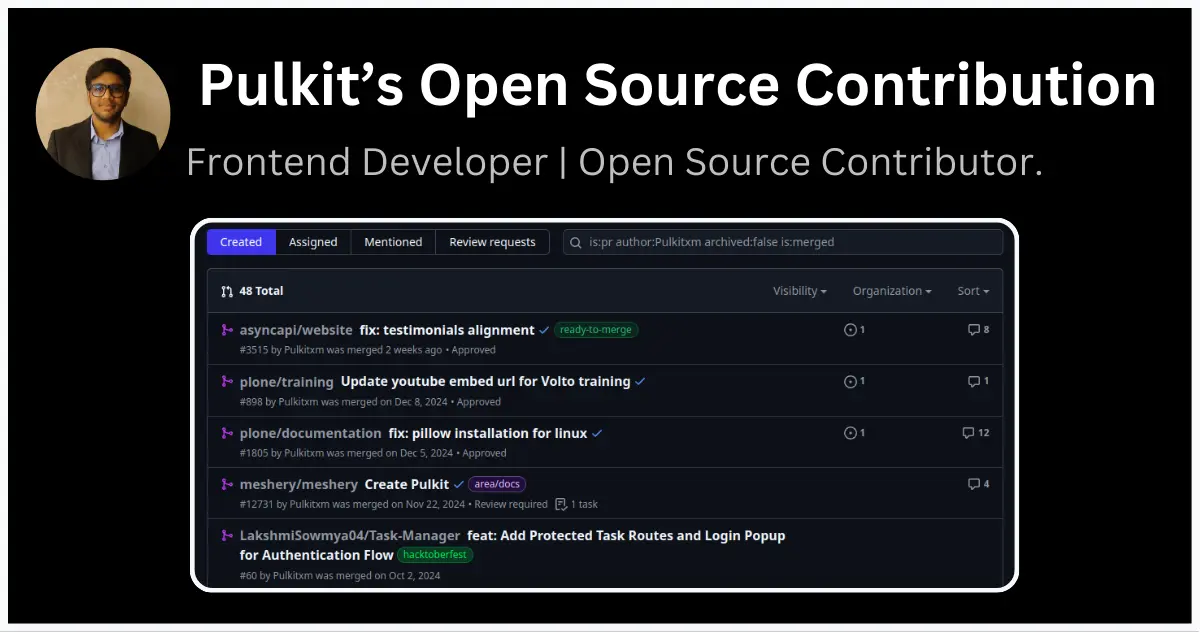 Pulkit’s Open Source Contribution
Frontend Developer | Open Source Contributor.
Created Assigned Mentioned Review requests is:pr author:Pulkitxm archived:false is:merged
48 Total Visibility Organization Sort
asyncapi/website fix: testimonials alignment ready-to-merge 1 8
#3515 by Pulkitxm was merged 2 weeks ago • Approved
plone/training Update youtube embed url for Volto training 1 1
#898 by Pulkitxm was merged on Dec 8, 2024 • Approved
plone/documentation fix: pillow installation for linux 1 12
#1805 by Pulkitxm was merged on Dec 5, 2024 • Approved
meshery/meshery Create Pulkit area/docs 4
#12731 by Pulkitxm was merged on Nov 22, 2024 • Review required 1 task
LakshmiSowmya04/Task-Manager feat: Add Protected Task Routes and Login Popup
for Authentication Flow hacktoberfest
#60 by Pulkitxm was merged on Oct 2, 2024